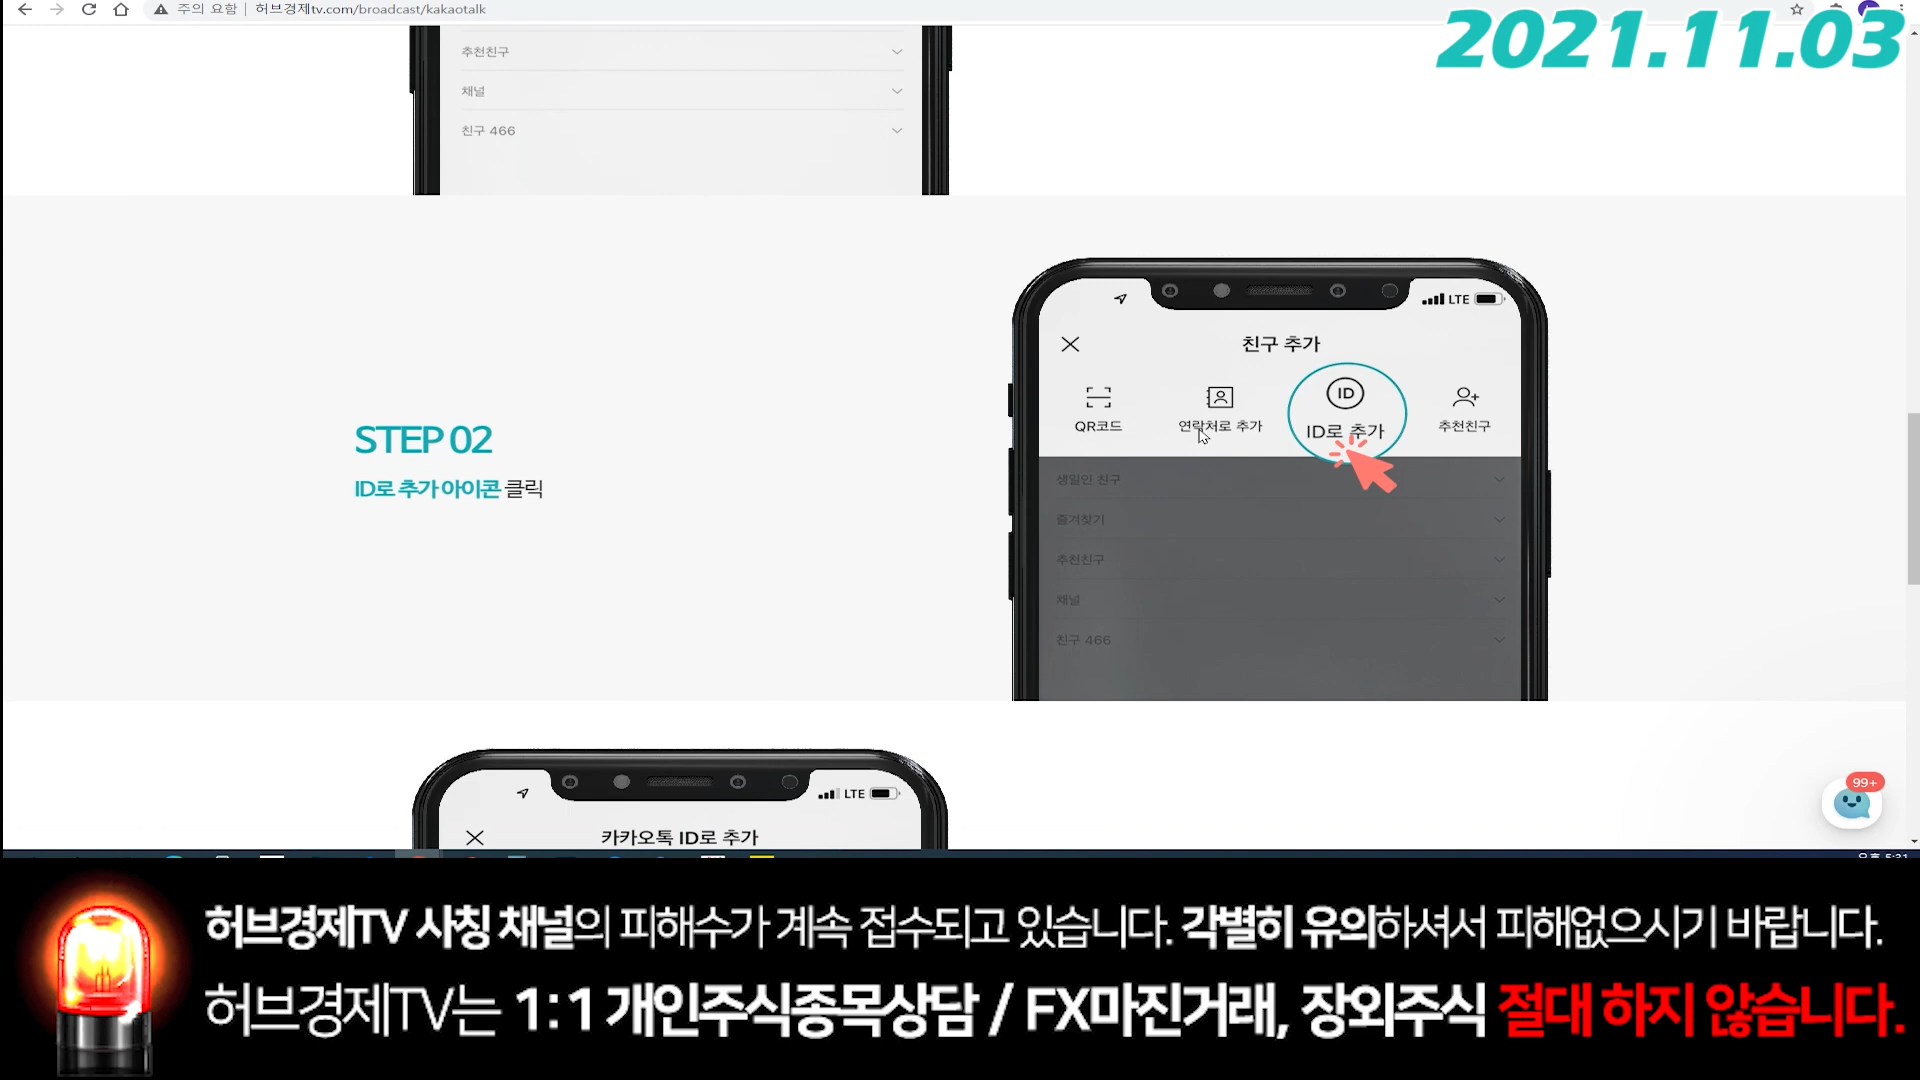 주의 요함 | 허브경제tv.com/broadcast/kakaotalk
2021.11.03
추천친구
채널
친구 466
LTE
친구 추가
QR코드
연락처로 추가
ID
ID로 추가
추천친구
STEP 02
ID로 추가 아이콘 클릭
생일인 친구
즐겨찾기
추천친구
채널
친구 466
99+
LTE
카카오톡 ID로 추가
허브경제TV 사칭 채널의 피해수가 계속 접수되고 있습니다. 각별히 유의하셔서 피해없으시기 바랍니다.
허브경제TV는 1:1 개인주식종목상담 / FX마진거래, 장외주식 절대 하지 않습니다.